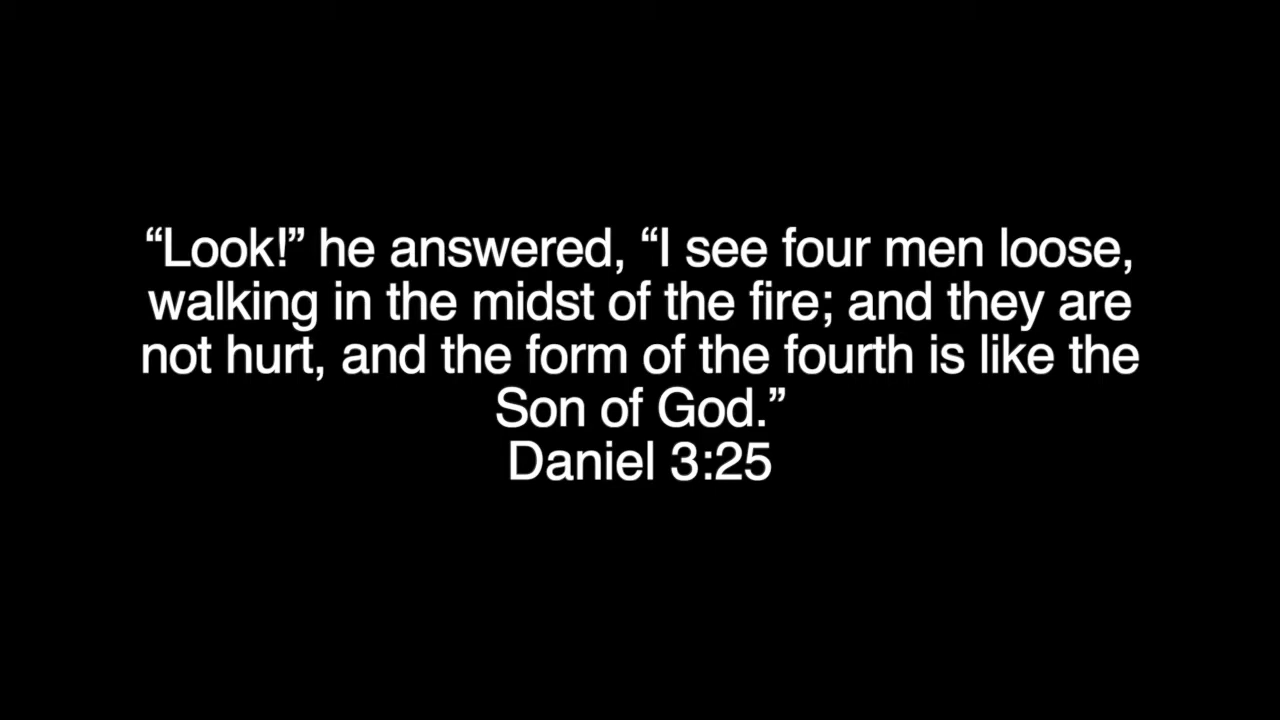 “Look!” he answered, “I see four men loose,
walking in the midst of the fire; and they are
not hurt, and the form of the fourth is like the
Son of God.”
Daniel 3:25